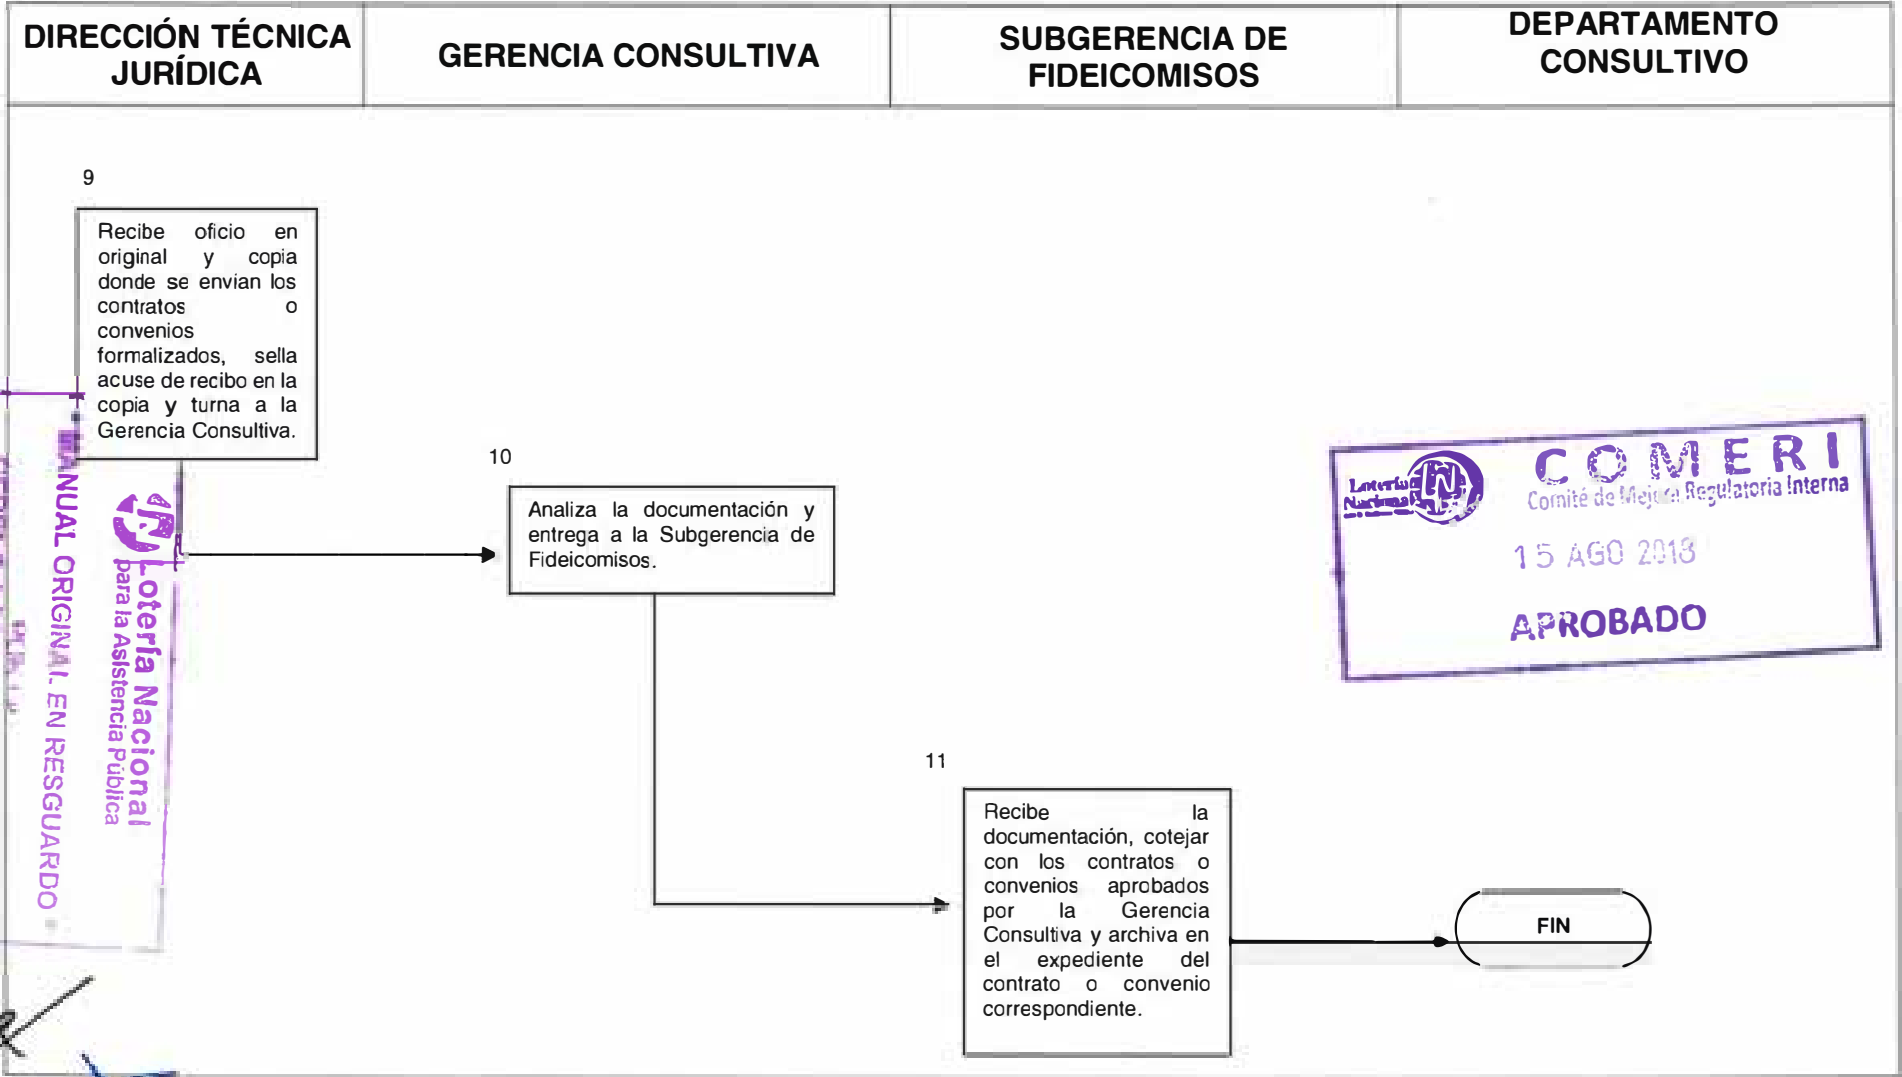 DIRECCIÓN TÉCNICA
JURÍDICA
GERENCIA CONSULTIVA
SUBGERENCIA DE
FIDEICOMISOS
DEPARTAMENTO
CONSULTIVO
9
Recibe oficio en
original y copia
donde se envian los
contratos o
convenios
formalizados, sella
acuse de recibo en la
copia y turna a la
Gerencia Consultiva.
10
Analiza la documentación y
entrega a la Subgerencia de
Fideicomisos.
Lotería
Nacional
COMERI
Comité de Mejora Regulatoria Interna
15 AGO 2013
APROBADO
Lotería Nacional
para la Asistencia Pública
MANUAL ORIGINAL EN RESGUARDO
11
Recibe la
documentación, cotejar
con los contratos o
convenios aprobados
por la Gerencia
Consultiva y archiva en
el expediente del
contrato o convenio
correspondiente.
FIN